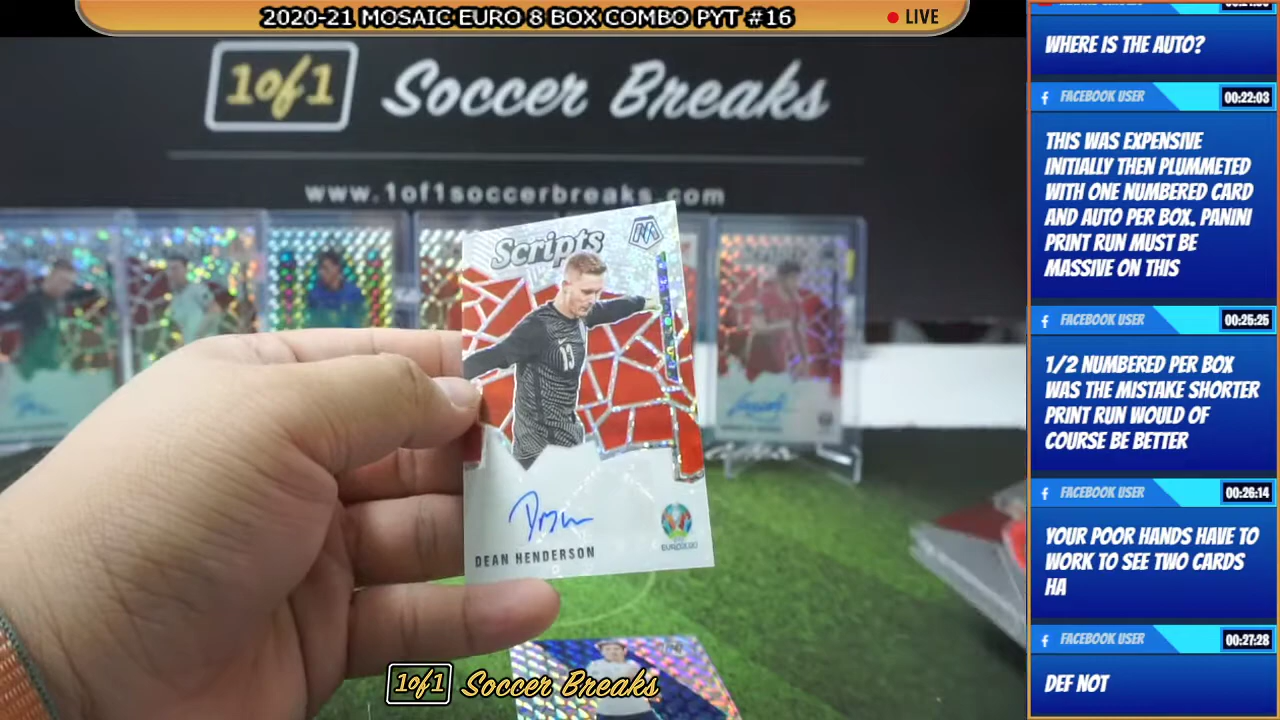 2020-21 MOSAIC EURO 8 BOX COMBO PYT #16
LIVE
1of1 Soccer Breaks
www.1of1soccerbreaks.com
Scripts
13
DEAN HENDERSON
EURO2020
1of1 Soccer Breaks
WHERE IS THE AUTO?
FACEBOOK USER 00:22:03
THIS WAS EXPENSIVE
INITIALLY THEN PLUMMETED
WITH ONE NUMBERED CARD
AND AUTO PER BOX. PANINI
PRINT RUN MUST BE
MASSIVE ON THIS
FACEBOOK USER 00:25:25
1/2 NUMBERED PER BOX
WAS THE MISTAKE SHORTER
PRINT RUN WOULD OF
COURSE BE BETTER
FACEBOOK USER 00:26:14
YOUR POOR HANDS HAVE TO
WORK TO SEE TWO CARDS
HA
FACEBOOK USER 00:27:28
DEF NOT